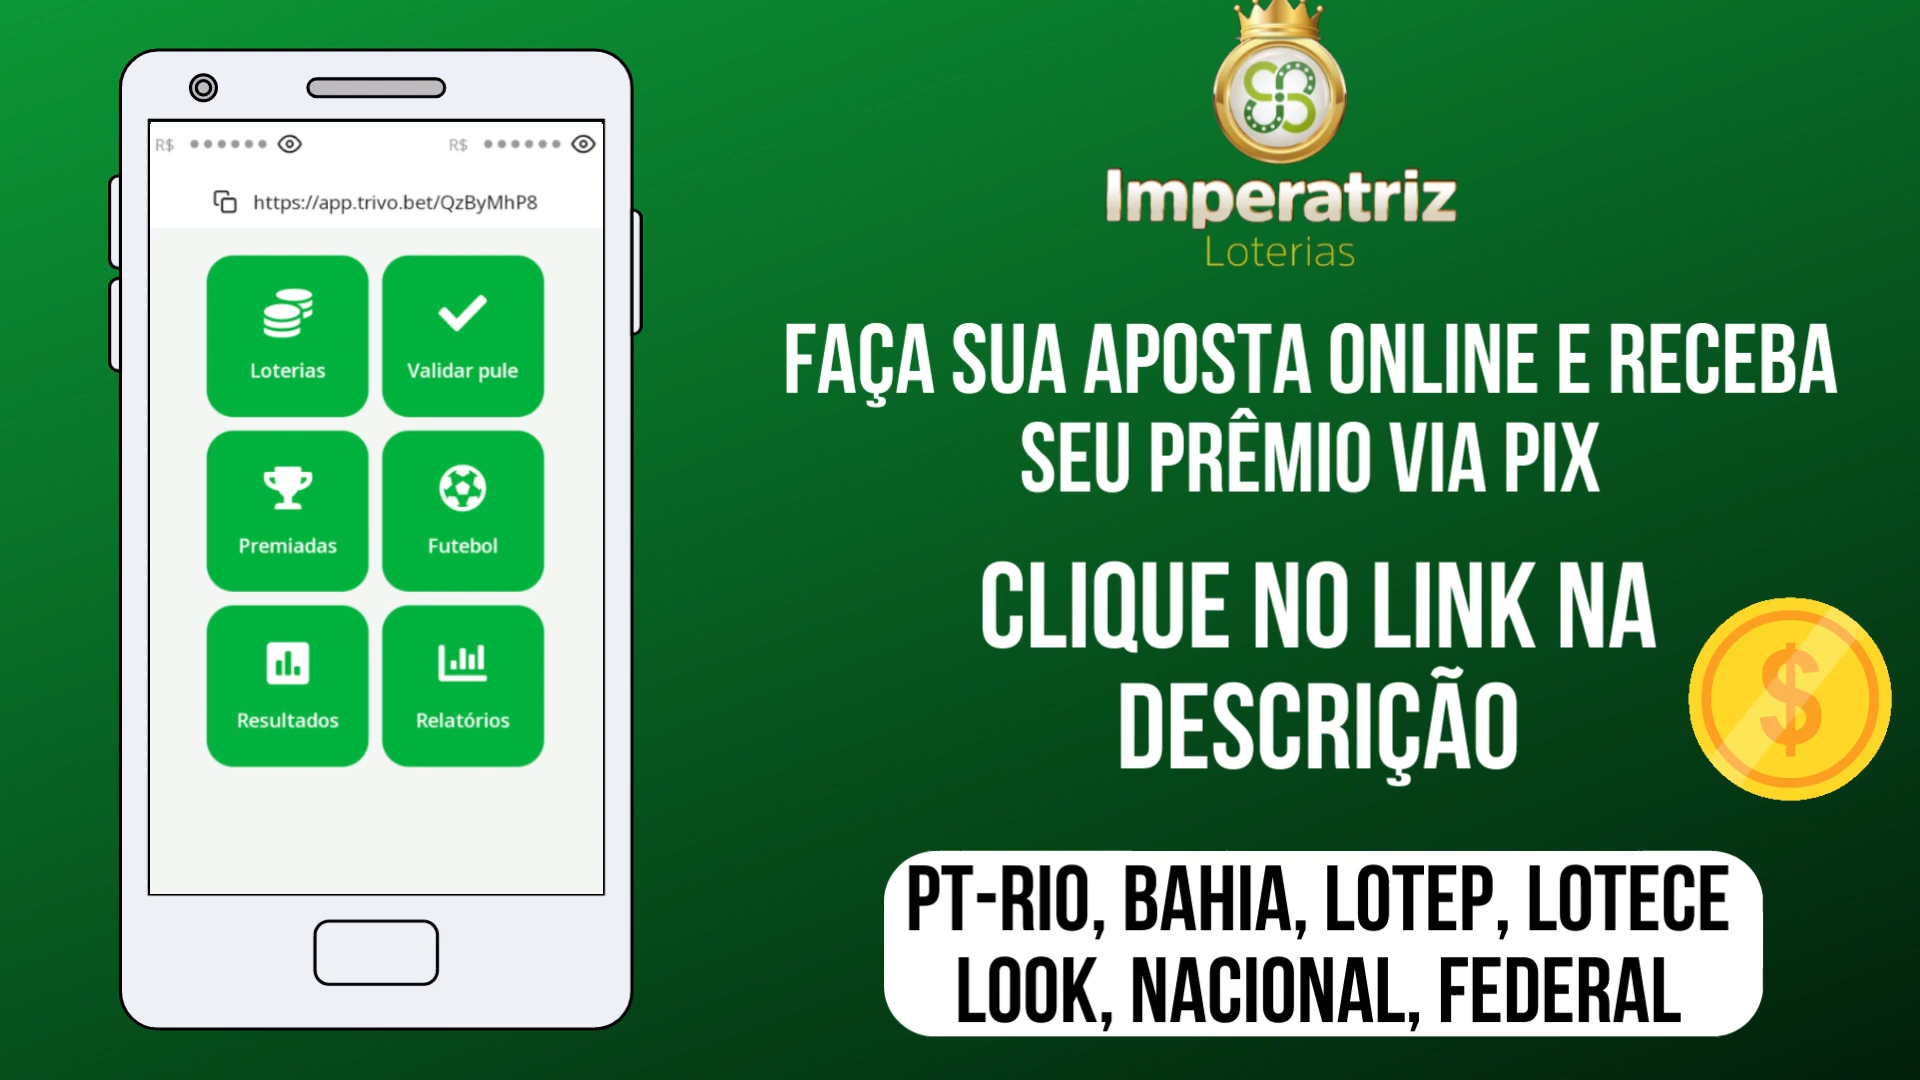 R$ •••••• R$ ••••••
https://app.trivo.bet/QzByMhP8
Loterias
Validar pule
Premiadas
Futebol
Resultados
Relatórios
Imperatriz
Loterias
FAÇA SUA APOSTA ONLINE E RECEBA
SEU PRÊMIO VIA PIX
CLIQUE NO LINK NA
DESCRIÇÃO
$
PT-RIO, BAHIA, LOTEP, LOTECE
LOOK, NACIONAL, FEDERAL